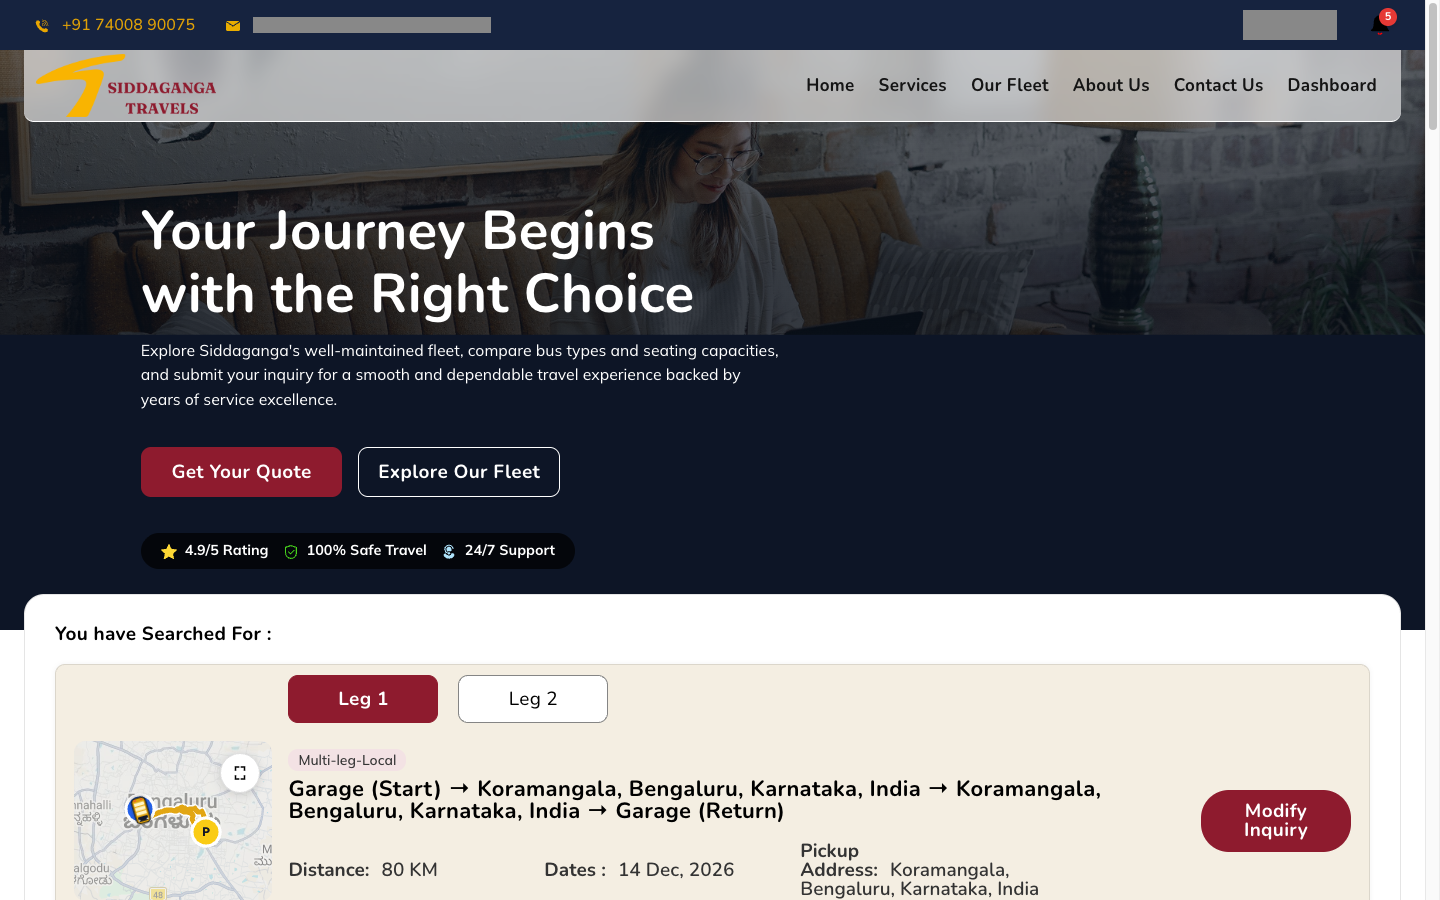 +91 74008 90075
5
SIDDAGANGA
TRAVELS
Home Services Our Fleet About Us Contact Us Dashboard
Your Journey Begins
with the Right Choice
Explore Siddaganga's well-maintained fleet, compare bus types and seating capacities,
and submit your inquiry for a smooth and dependable travel experience backed by
years of service excellence.
Get Your Quote Explore Our Fleet
4.9/5 Rating 100% Safe Travel 24/7 Support
You have Searched For :
Leg 1 Leg 2
Multi-leg-Local
Garage (Start) → Koramangala, Bengaluru, Karnataka, India → Koramangala,
Bengaluru, Karnataka, India → Garage (Return)
Modify
Inquiry
Bengaluru
P
48
Distance: 80 KM
Dates : 14 Dec, 2026
Pickup
Address: Koramangala,
Bengaluru, Karnataka, India